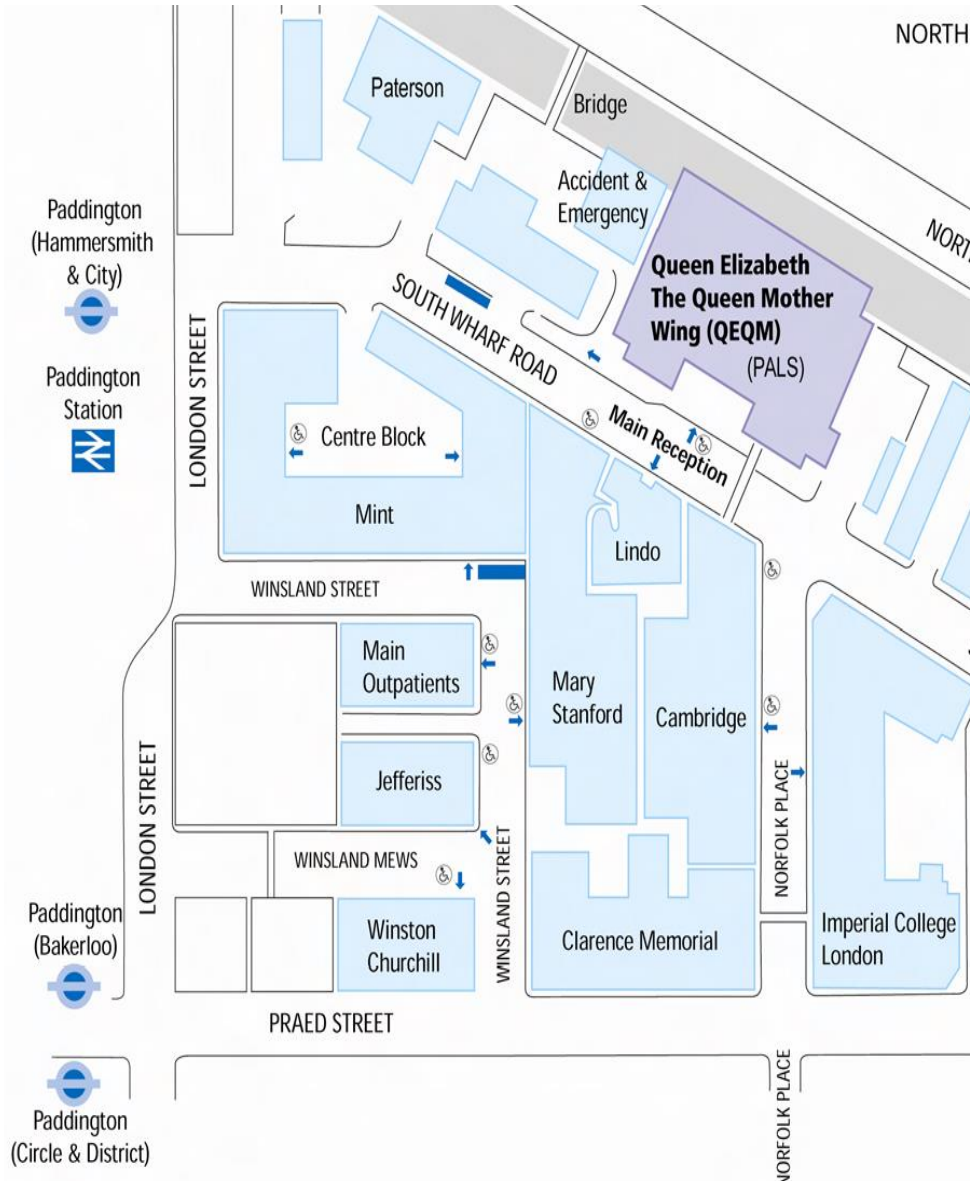 NORTH
Paterson
Bridge
Accident &
Emergency
Paddington
(Hammersmith
& City)
NORT
Queen Elizabeth
The Queen Mother
Wing (QEQM)
(PALS)
SOUTH WHARF ROAD
LONDON STREET
Paddington
Station
Centre Block
Main Reception
Mint
Lindo
WINSLAND STREET
Main
Outpatients
Mary
Stanford
Cambridge
Jefferiss
LONDON STREET
WINSLAND MEWS
WINSLAND STREET
NORFOLK PLACE
Paddington
(Bakerloo)
Winston
Churchill
Clarence Memorial
Imperial College
London
PRAED STREET
NORFOLK PLACE
Paddington
(Circle & District)